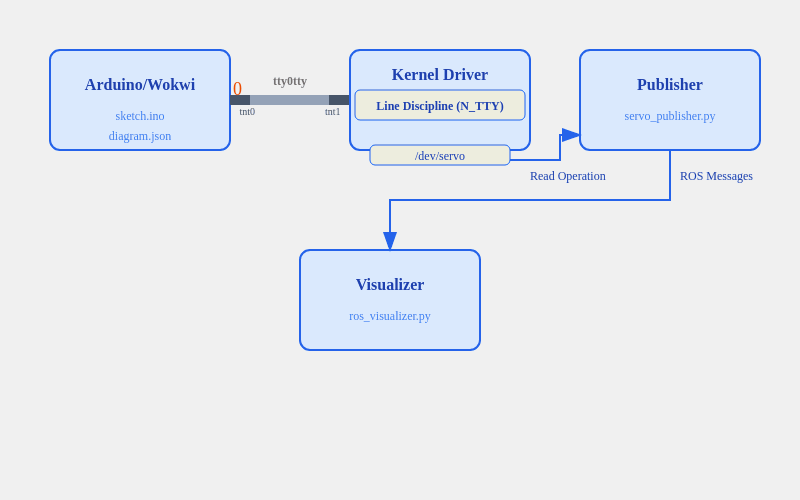 Arduino/Wokwi
sketch.ino
diagram.json
0
tty0tty
tnt0
tnt1
Kernel Driver
Line Discipline (N_TTY)
/dev/servo
Publisher
servo_publisher.py
Read Operation
ROS Messages
Visualizer
ros_visualizer.py